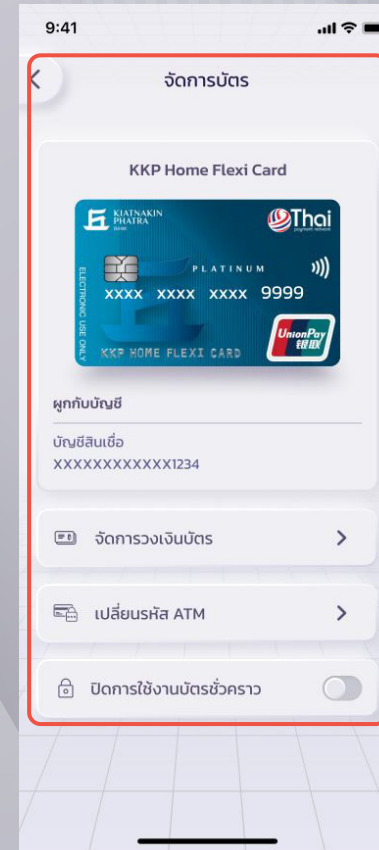 9:41
จัดการบัตร
KKP Home Flexi Card
KIATNAKIN
PHATRA
BANK
Thai
payment network
ELECTRONIC USE ONLY
PLATINUM
XXXX XXXX XXXX 9999
KKP HOME FLEXI CARD
UnionPay
银联
ผูกกับบัญชี
บัญชีสินเชื่อ
XXXXXXXXXXXX1234
จัดการวงเงินบัตร
เปลี่ยนรหัส ATM
ปิดการใช้งานบัตรชั่วคราว